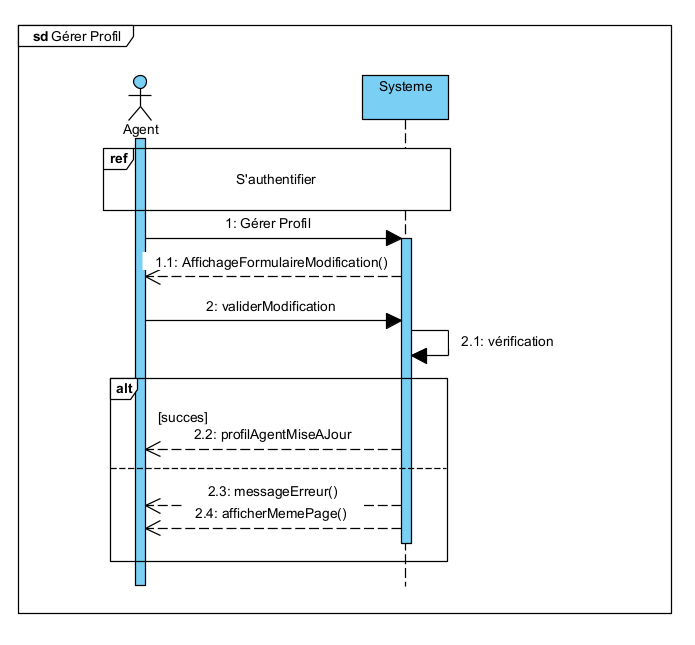 sd Gérer Profil
Systeme
Agent
ref
S'authentifier
1: Gérer Profil
1.1: AffichageFormulaireModification()
2: validerModification
2.1: vérification
alt
[succes]
2.2: profilAgentMiseAJour
2.3: messageErreur()
2.4: afficherMemePage()